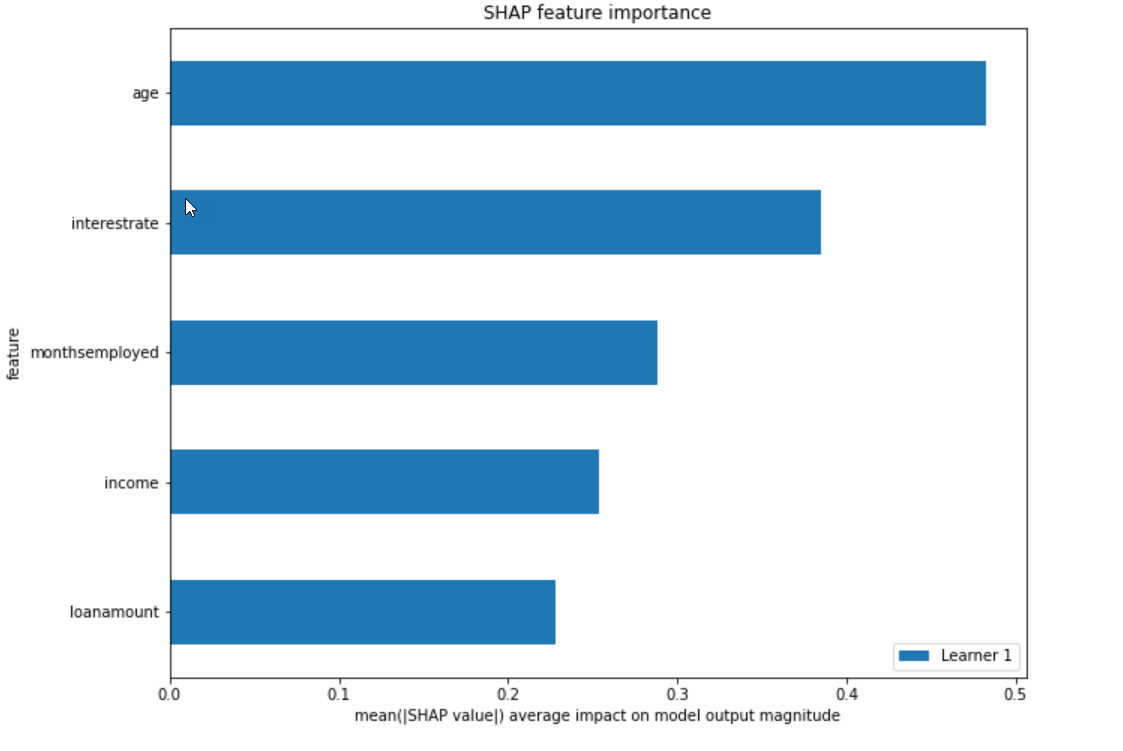 SHAP feature importance
age
interestrate
monthsemployed
income
loanamount
feature
Learner 1
0.0 0.1 0.2 0.3 0.4 0.5
mean(|SHAP value|) average impact on model output magnitude